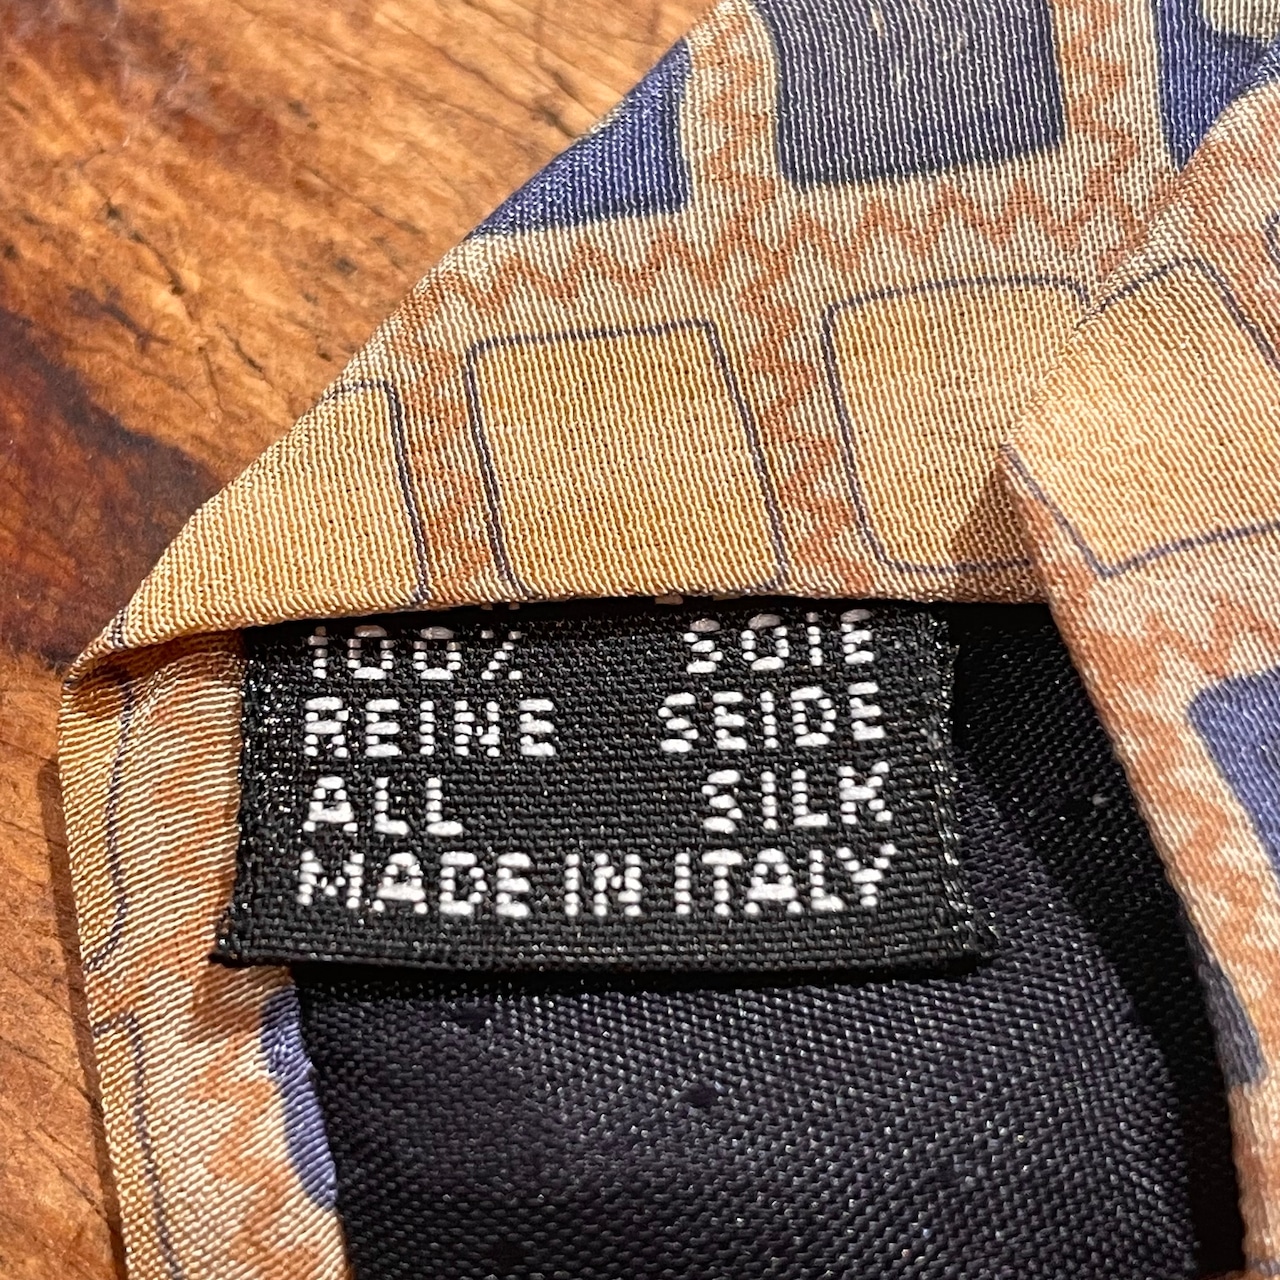 100% SOIE
REINE SEIDE
ALL SILK
MADE IN ITALY